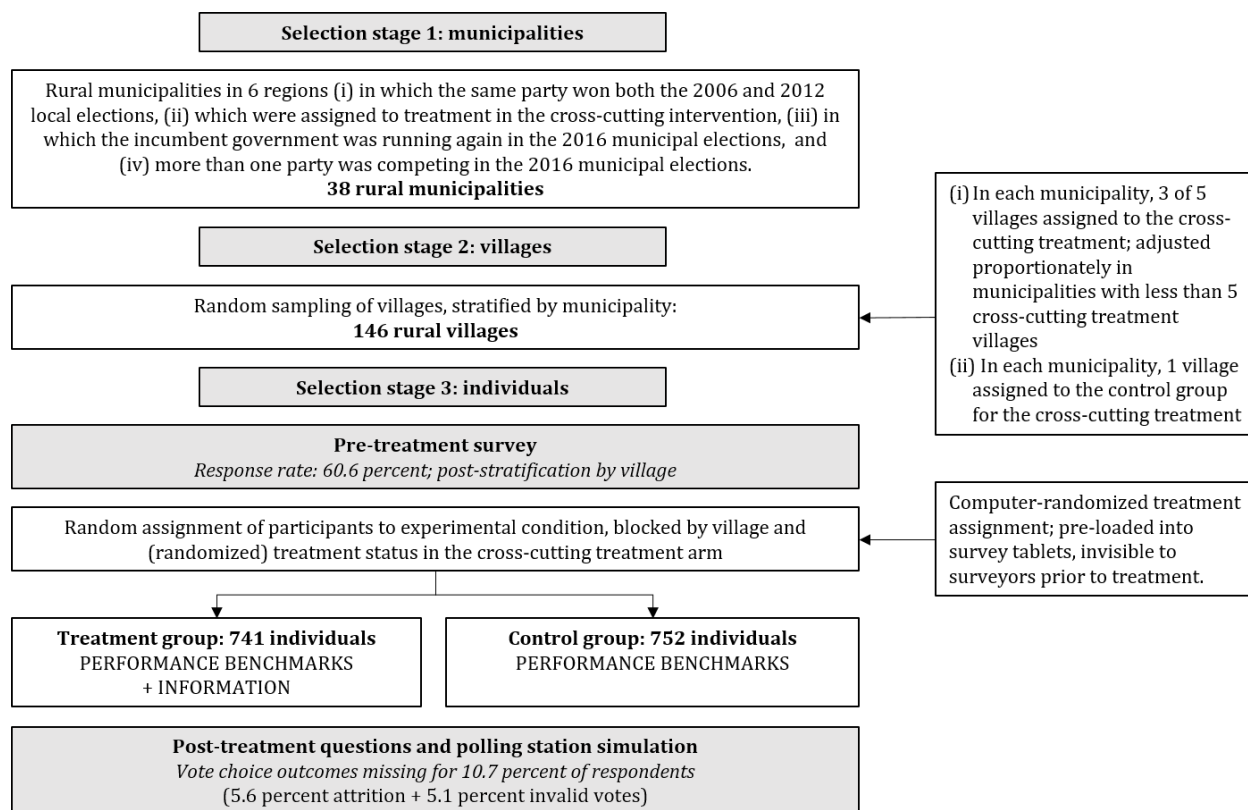 Selection stage 1: municipalities
Rural municipalities in 6 regions (i) in which the same party won both the 2006 and 2012
local elections, (ii) which were assigned to treatment in the cross-cutting intervention, (iii) in
which the incumbent government was running again in the 2016 municipal elections, and
(iv) more than one party was competing in the 2016 municipal elections.
38 rural municipalities
Selection stage 2: villages
Random sampling of villages, stratified by municipality:
146 rural villages
(i) In each municipality, 3 of 5
villages assigned to the cross-
cutting treatment; adjusted
proportionately in
municipalities with less than 5
cross-cutting treatment
villages
(ii) In each municipality, 1 village
assigned to the control group
for the cross-cutting treatment
Selection stage 3: individuals
Pre-treatment survey
Response rate: 60.6 percent; post-stratification by village
Random assignment of participants to experimental condition, blocked by village and
(randomized) treatment status in the cross-cutting treatment arm
Computer-randomized treatment
assignment; pre-loaded into
survey tablets, invisible to
surveyors prior to treatment.
Treatment group: 741 individuals
PERFORMANCE BENCHMARKS
+ INFORMATION
Control group: 752 individuals
PERFORMANCE BENCHMARKS
Post-treatment questions and polling station simulation
Vote choice outcomes missing for 10.7 percent of respondents
(5.6 percent attrition + 5.1 percent invalid votes)